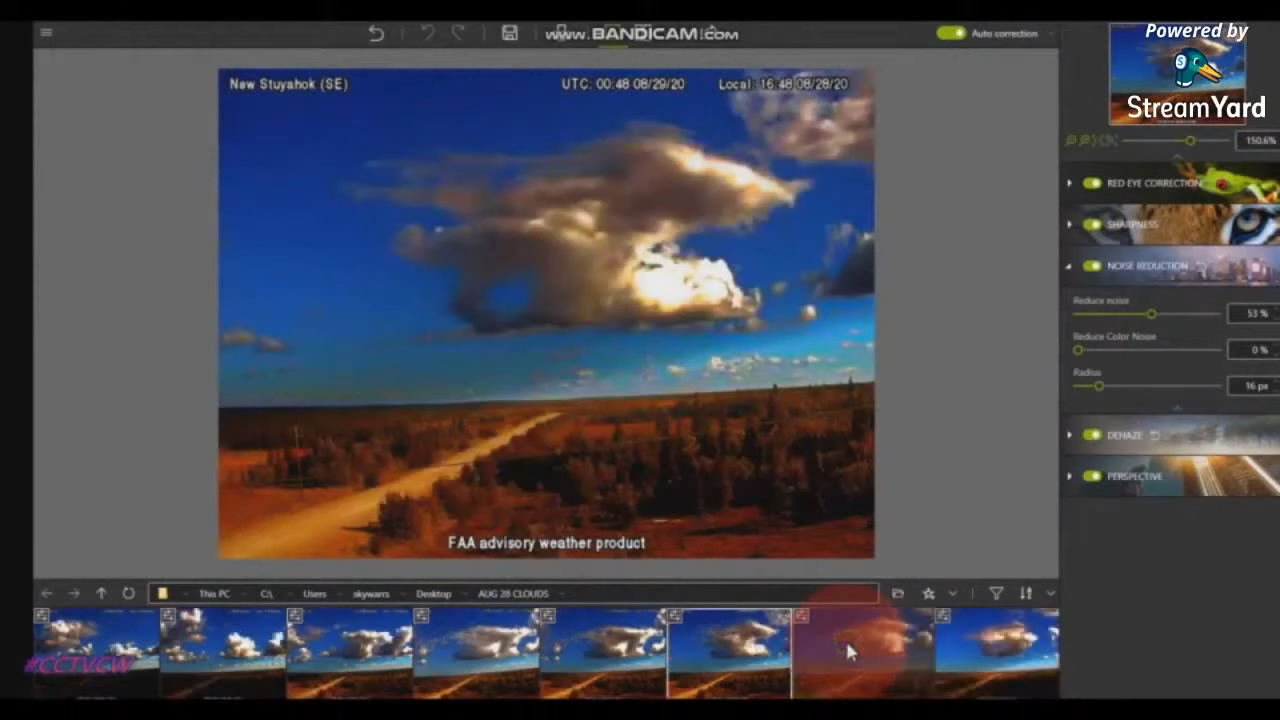 www.BANDICAM.com
Auto correction
Powered by
StreamYard
New Stuyahok (SE)
UTC: 00:48 08/29/20
Local: 16:48 08/28/20
150.6%
RED EYE CORRECTION
SHARPNESS
NOISE REDUCTION
Reduce noise
53 %
Reduce Color Noise
0 %
Radius
16 px
DEHAZE
PERSPECTIVE
FAA advisory weather product
This PC
C:\
Users
skywarrs
Desktop
AUG 28 CLOUDS
#CCTVCW